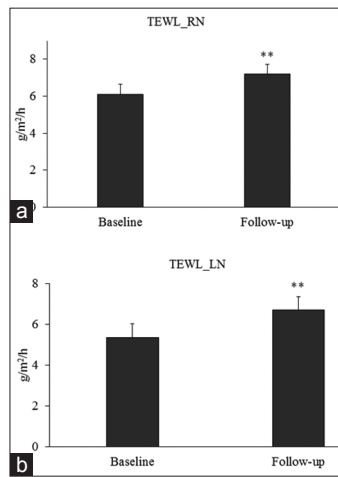 TEWL_RN
8
**
6
g/m²/h
4
2
0
a
Baseline Follow-up
TEWL_LN
8
**
6
g/m²/h
4
2
0
b
Baseline Follow-up